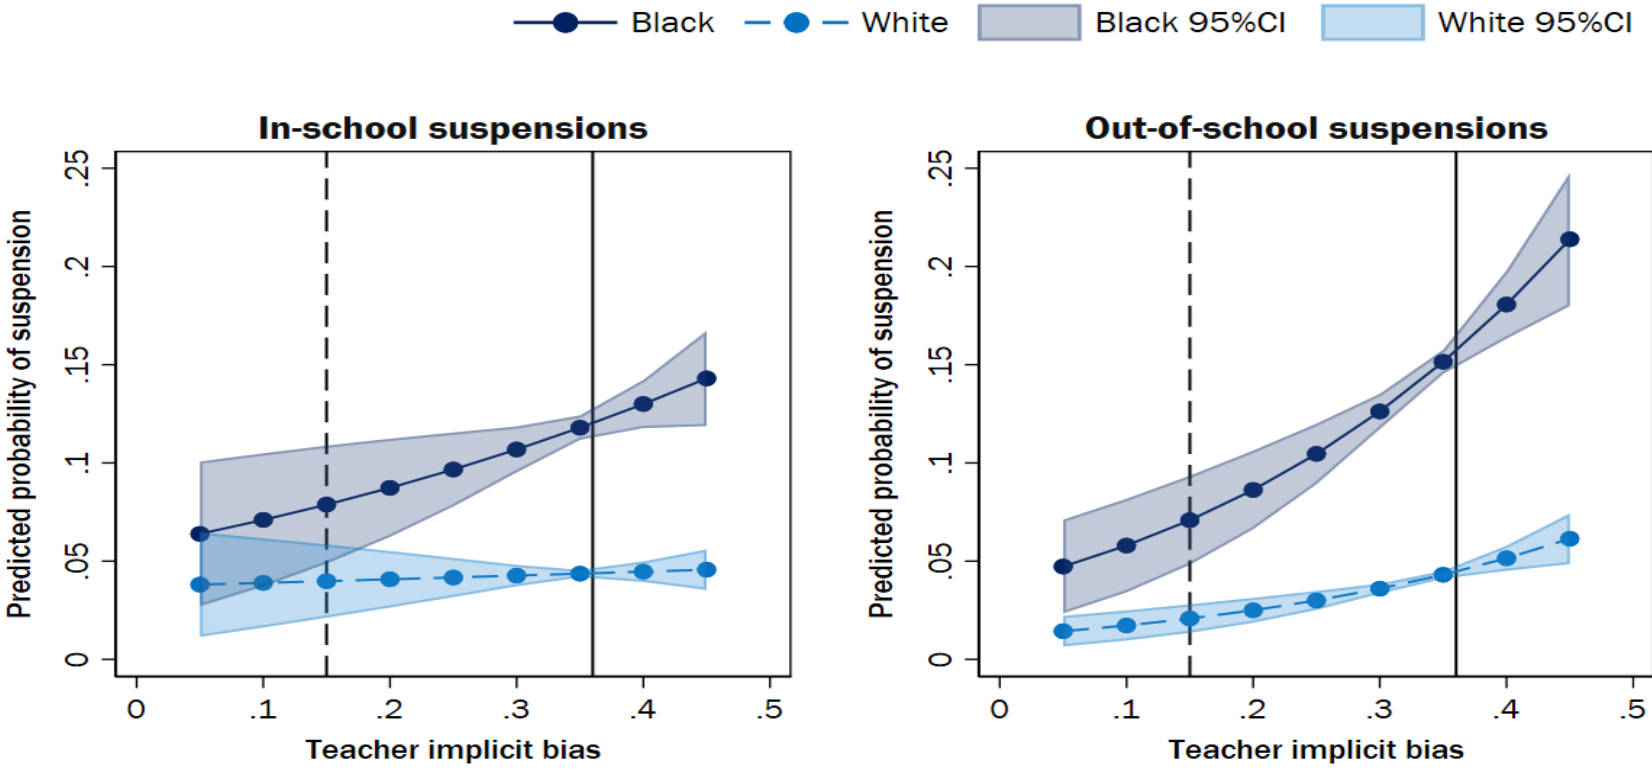 Black White Black 95%CI White 95%CI
In-school suspensions
Predicted probability of suspension
.25
.2
.15
.1
.05
0
0 .1 .2 .3 .4 .5
Teacher implicit bias
Out-of-school suspensions
Predicted probability of suspension
.25
.2
.15
.1
.05
0
0 .1 .2 .3 .4 .5
Teacher implicit bias